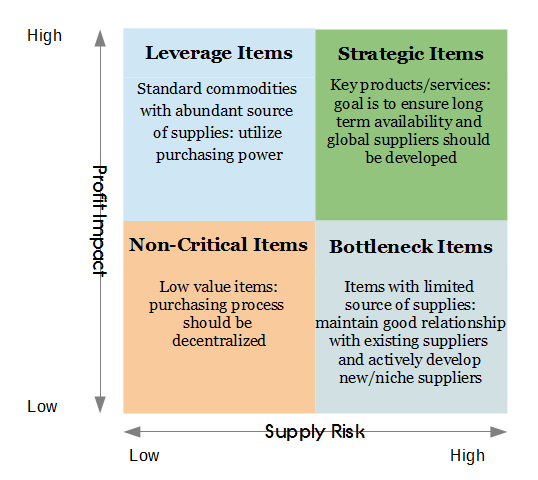 High
Leverage Items
Standard commodities
with abundant source
of supplies: utilize
purchasing power
Strategic Items
Key products/services:
goal is to ensure long
term availability and
global suppliers should
be developed
Profit Impact
Non-Critical Items
Low value items:
purchasing process
should be
decentralized
Bottleneck Items
Items with limited
source of supplies:
maintain good relationship
with existing suppliers
and actively develop
new/niche suppliers
Low
Supply Risk
Low
High